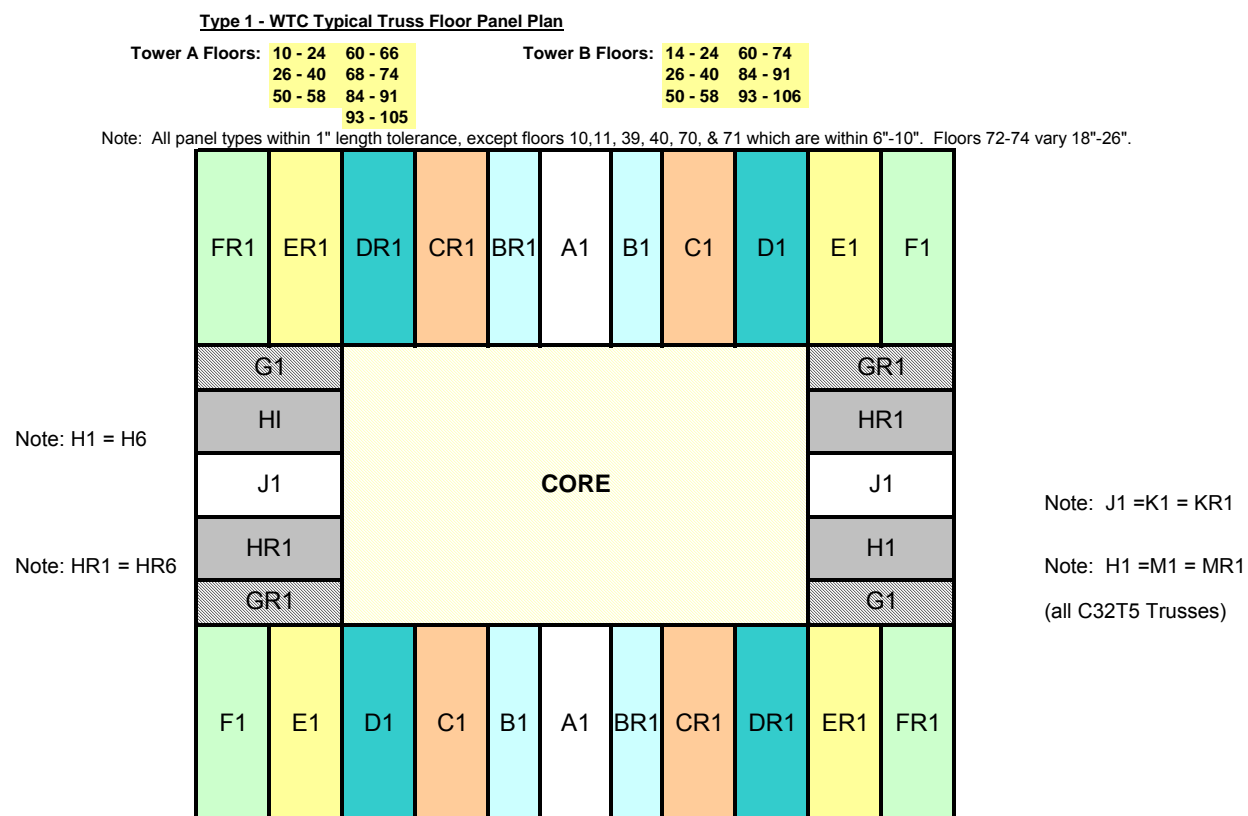 Type 1 - WTC Typical Truss Floor Panel Plan
Tower A Floors: 10 - 24 60 - 66 Tower B Floors: 14 - 24 60 - 74
26 - 40 68 - 74 26 - 40 84 - 91
50 - 58 84 - 91 50 - 58 93 - 106
93 - 105
Note: All panel types within 1" length tolerance, except floors 10,11, 39, 40, 70, & 71 which are within 6"-10". Floors 72-74 vary 18"-26".
FR1 ER1 DR1 CR1 BR1 A1 B1 C1 D1 E1 F1
G1 GR1
HI HR1
Note: H1 = H6
J1 CORE J1
Note: J1 =K1 = KR1
HR1 H1
Note: HR1 = HR6 Note: H1 =M1 = MR1
GR1 G1
(all C32T5 Trusses)
F1 E1 D1 C1 B1 A1 BR1 CR1 DR1 ER1 FR1